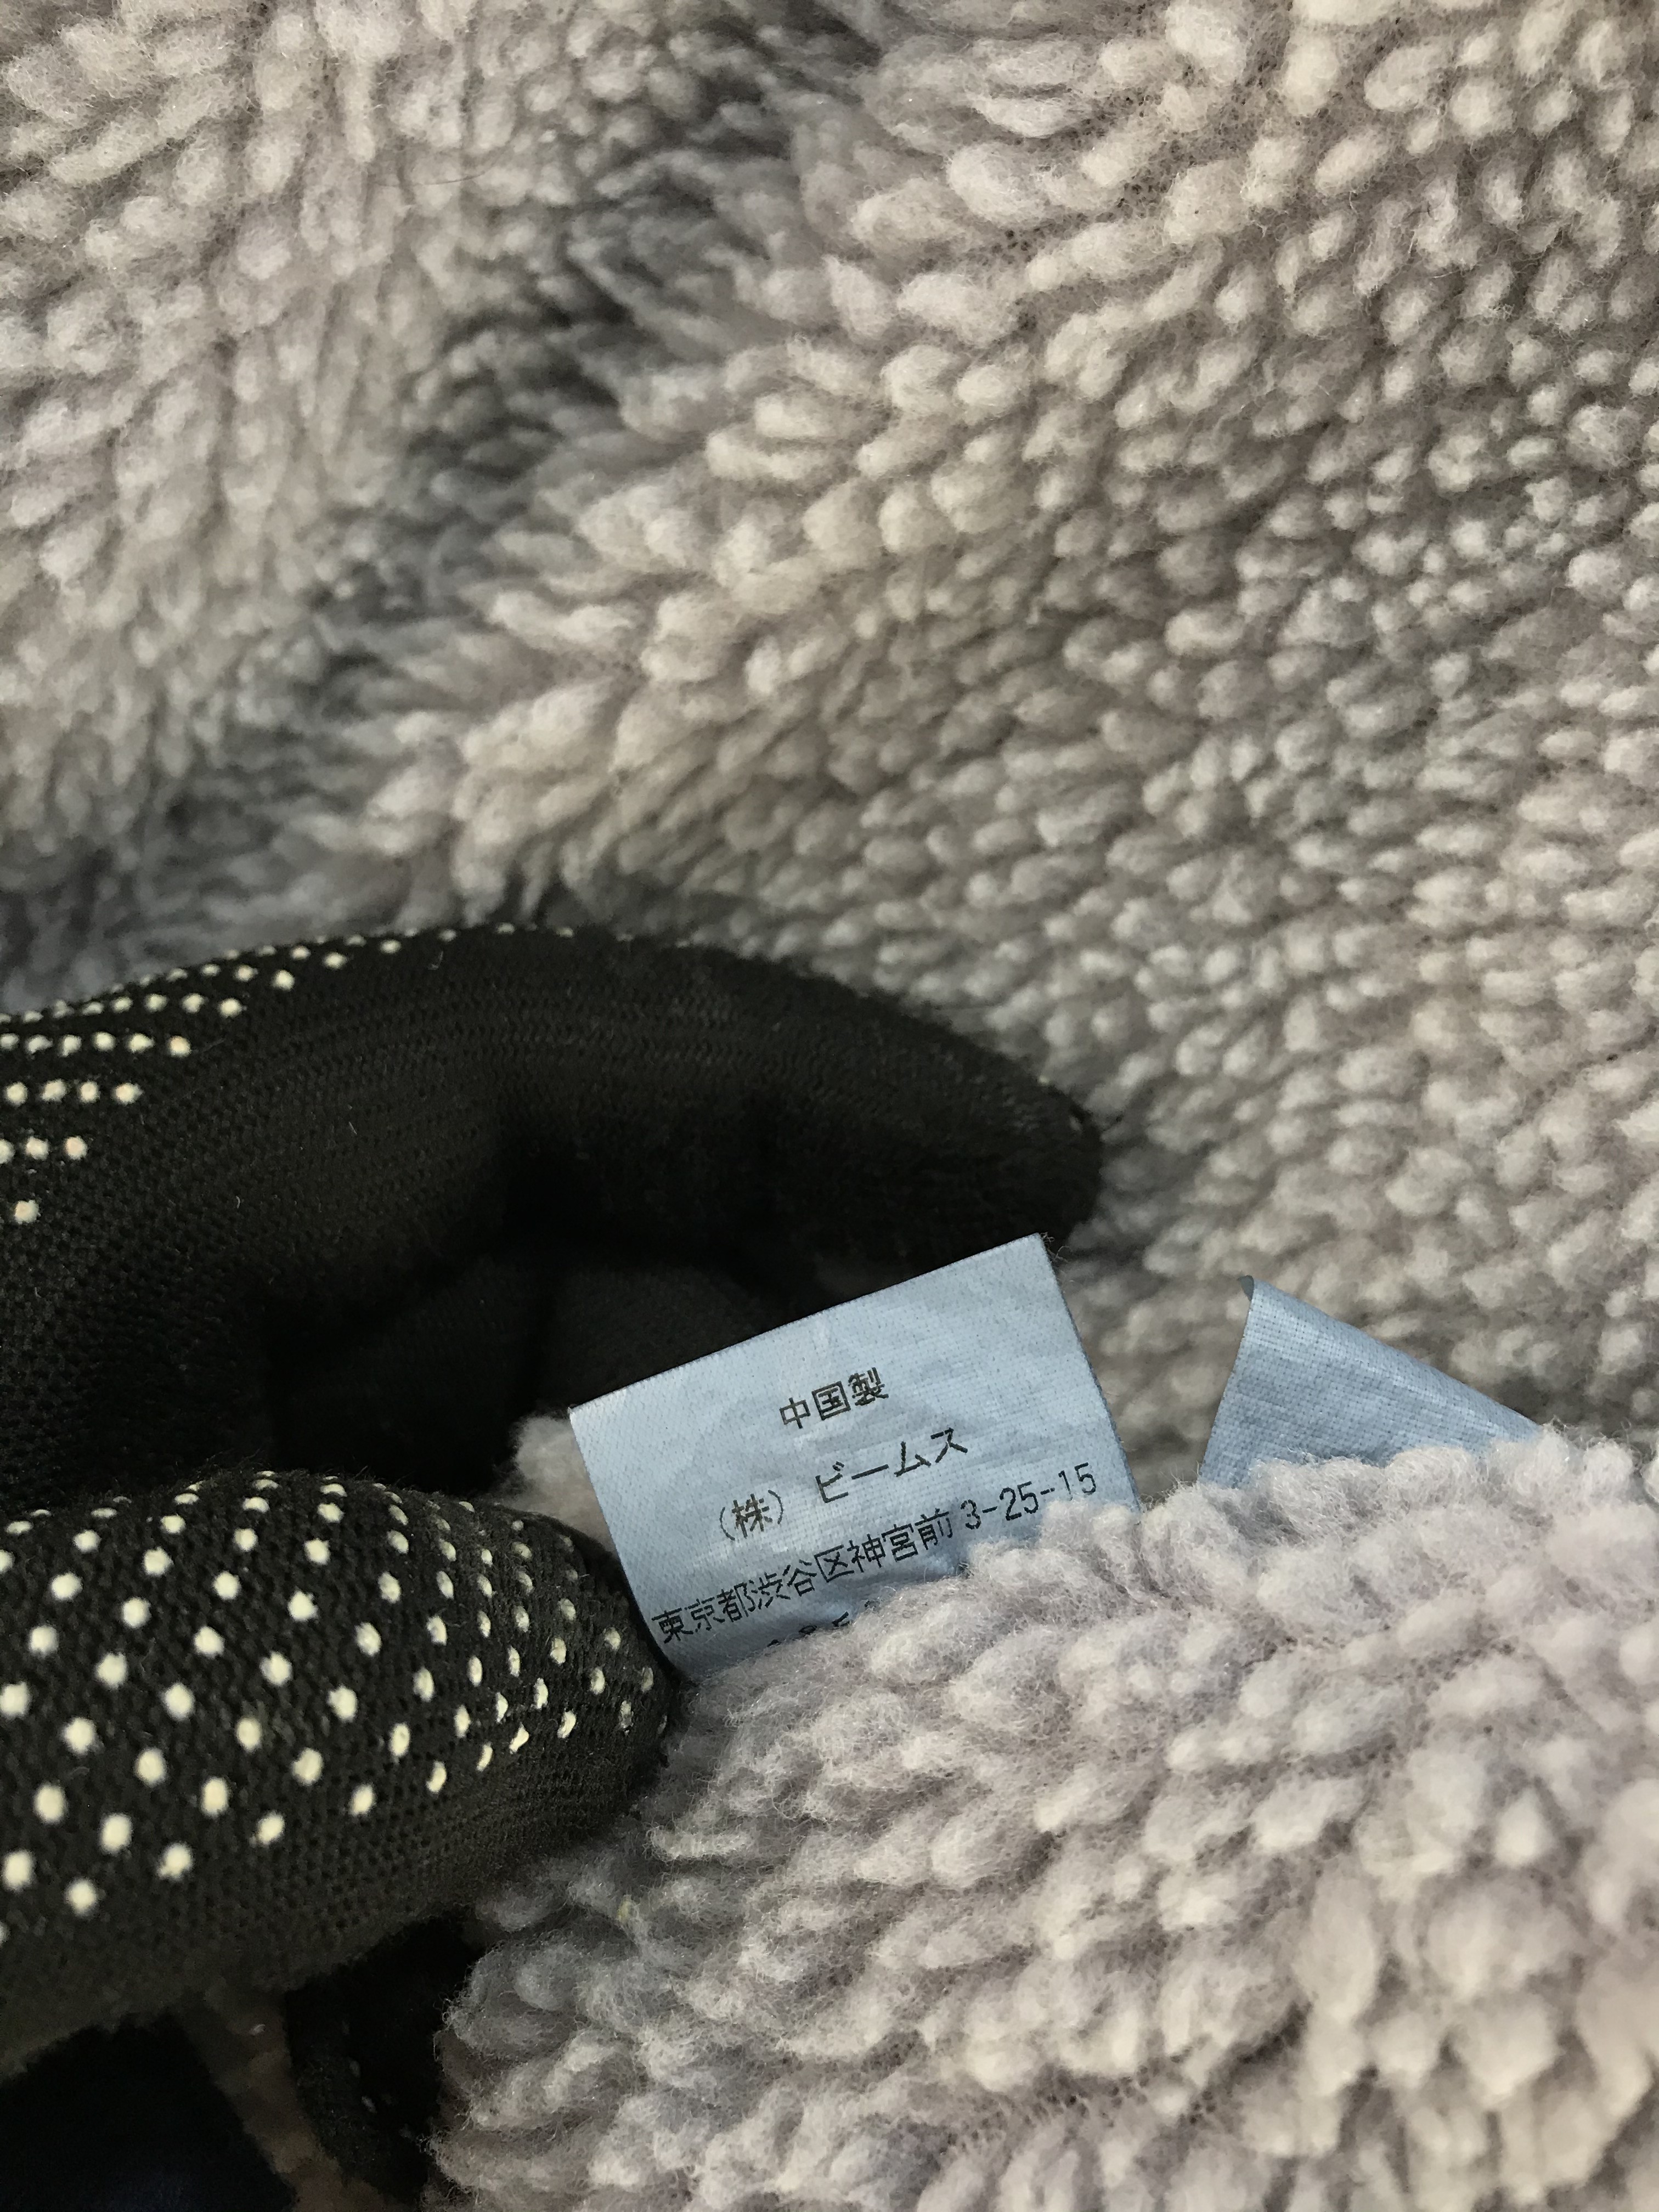 中国製
(株) ビームス
東京都渋谷区神宮前 3-25-15